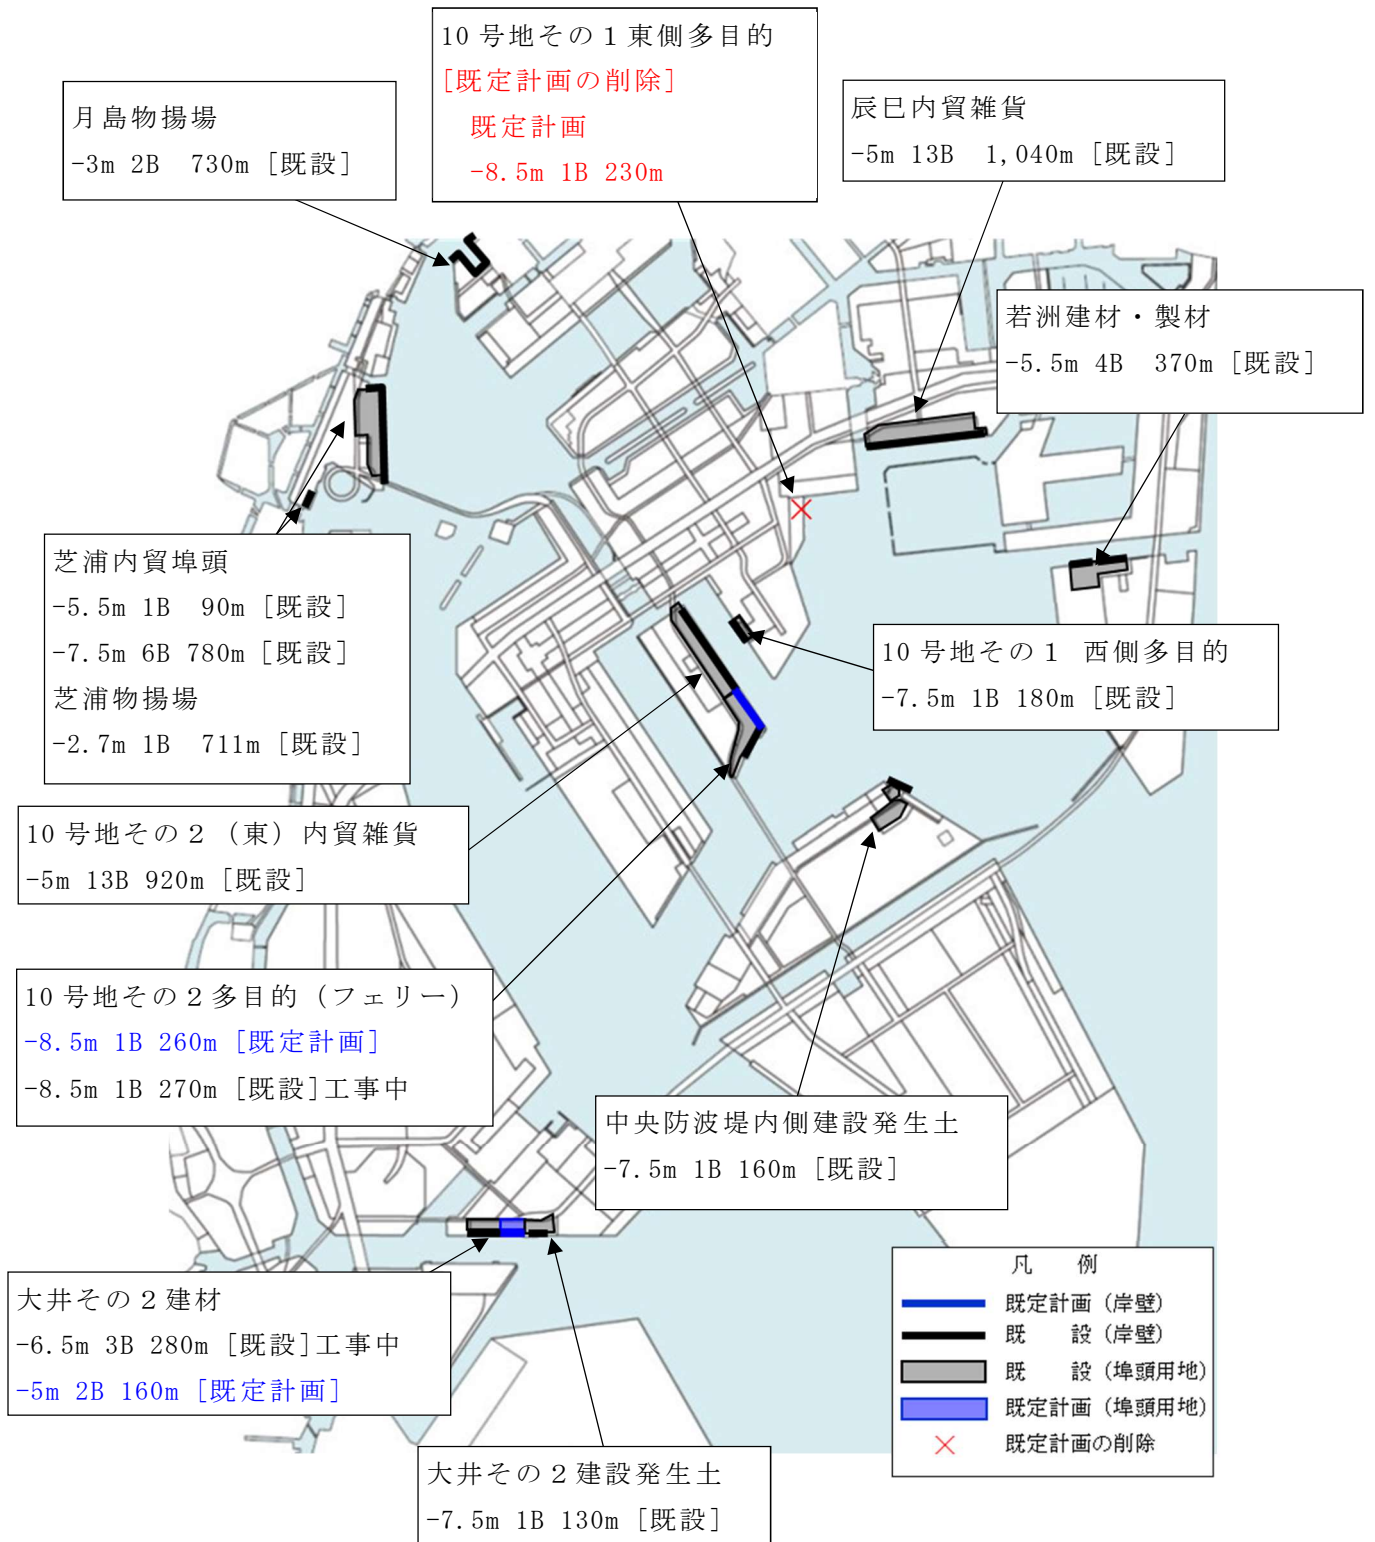 10 号地その１東側多目的
[既定計画の削除]
既定計画
-8.5m 1B 230m
月島物揚場
-3m 2B 730m [既設]
辰巳内貿雑貨
-5m 13B 1,040m [既設]
若洲建材・製材
-5.5m 4B 370m [既設]
芝浦内貿埠頭
-5.5m 1B 90m [既設]
-7.5m 6B 780m [既設]
芝浦物揚場
-2.7m 1B 711m [既設]
10 号地その１ 西側多目的
-7.5m 1B 180m [既設]
10 号地その２（東）内貿雑貨
-5m 13B 920m [既設]
10 号地その２多目的（フェリー）
-8.5m 1B 260m [既定計画]
-8.5m 1B 270m [既設]工事中
中央防波堤内側建設発生土
-7.5m 1B 160m [既設]
大井その２建材
-6.5m 3B 280m [既設]工事中
-5m 2B 160m [既定計画]
大井その２建設発生土
-7.5m 1B 130m [既設]
凡 例
既定計画（岸壁）
既 設（岸壁）
既 設（埠頭用地）
既定計画（埠頭用地）
既定計画の削除